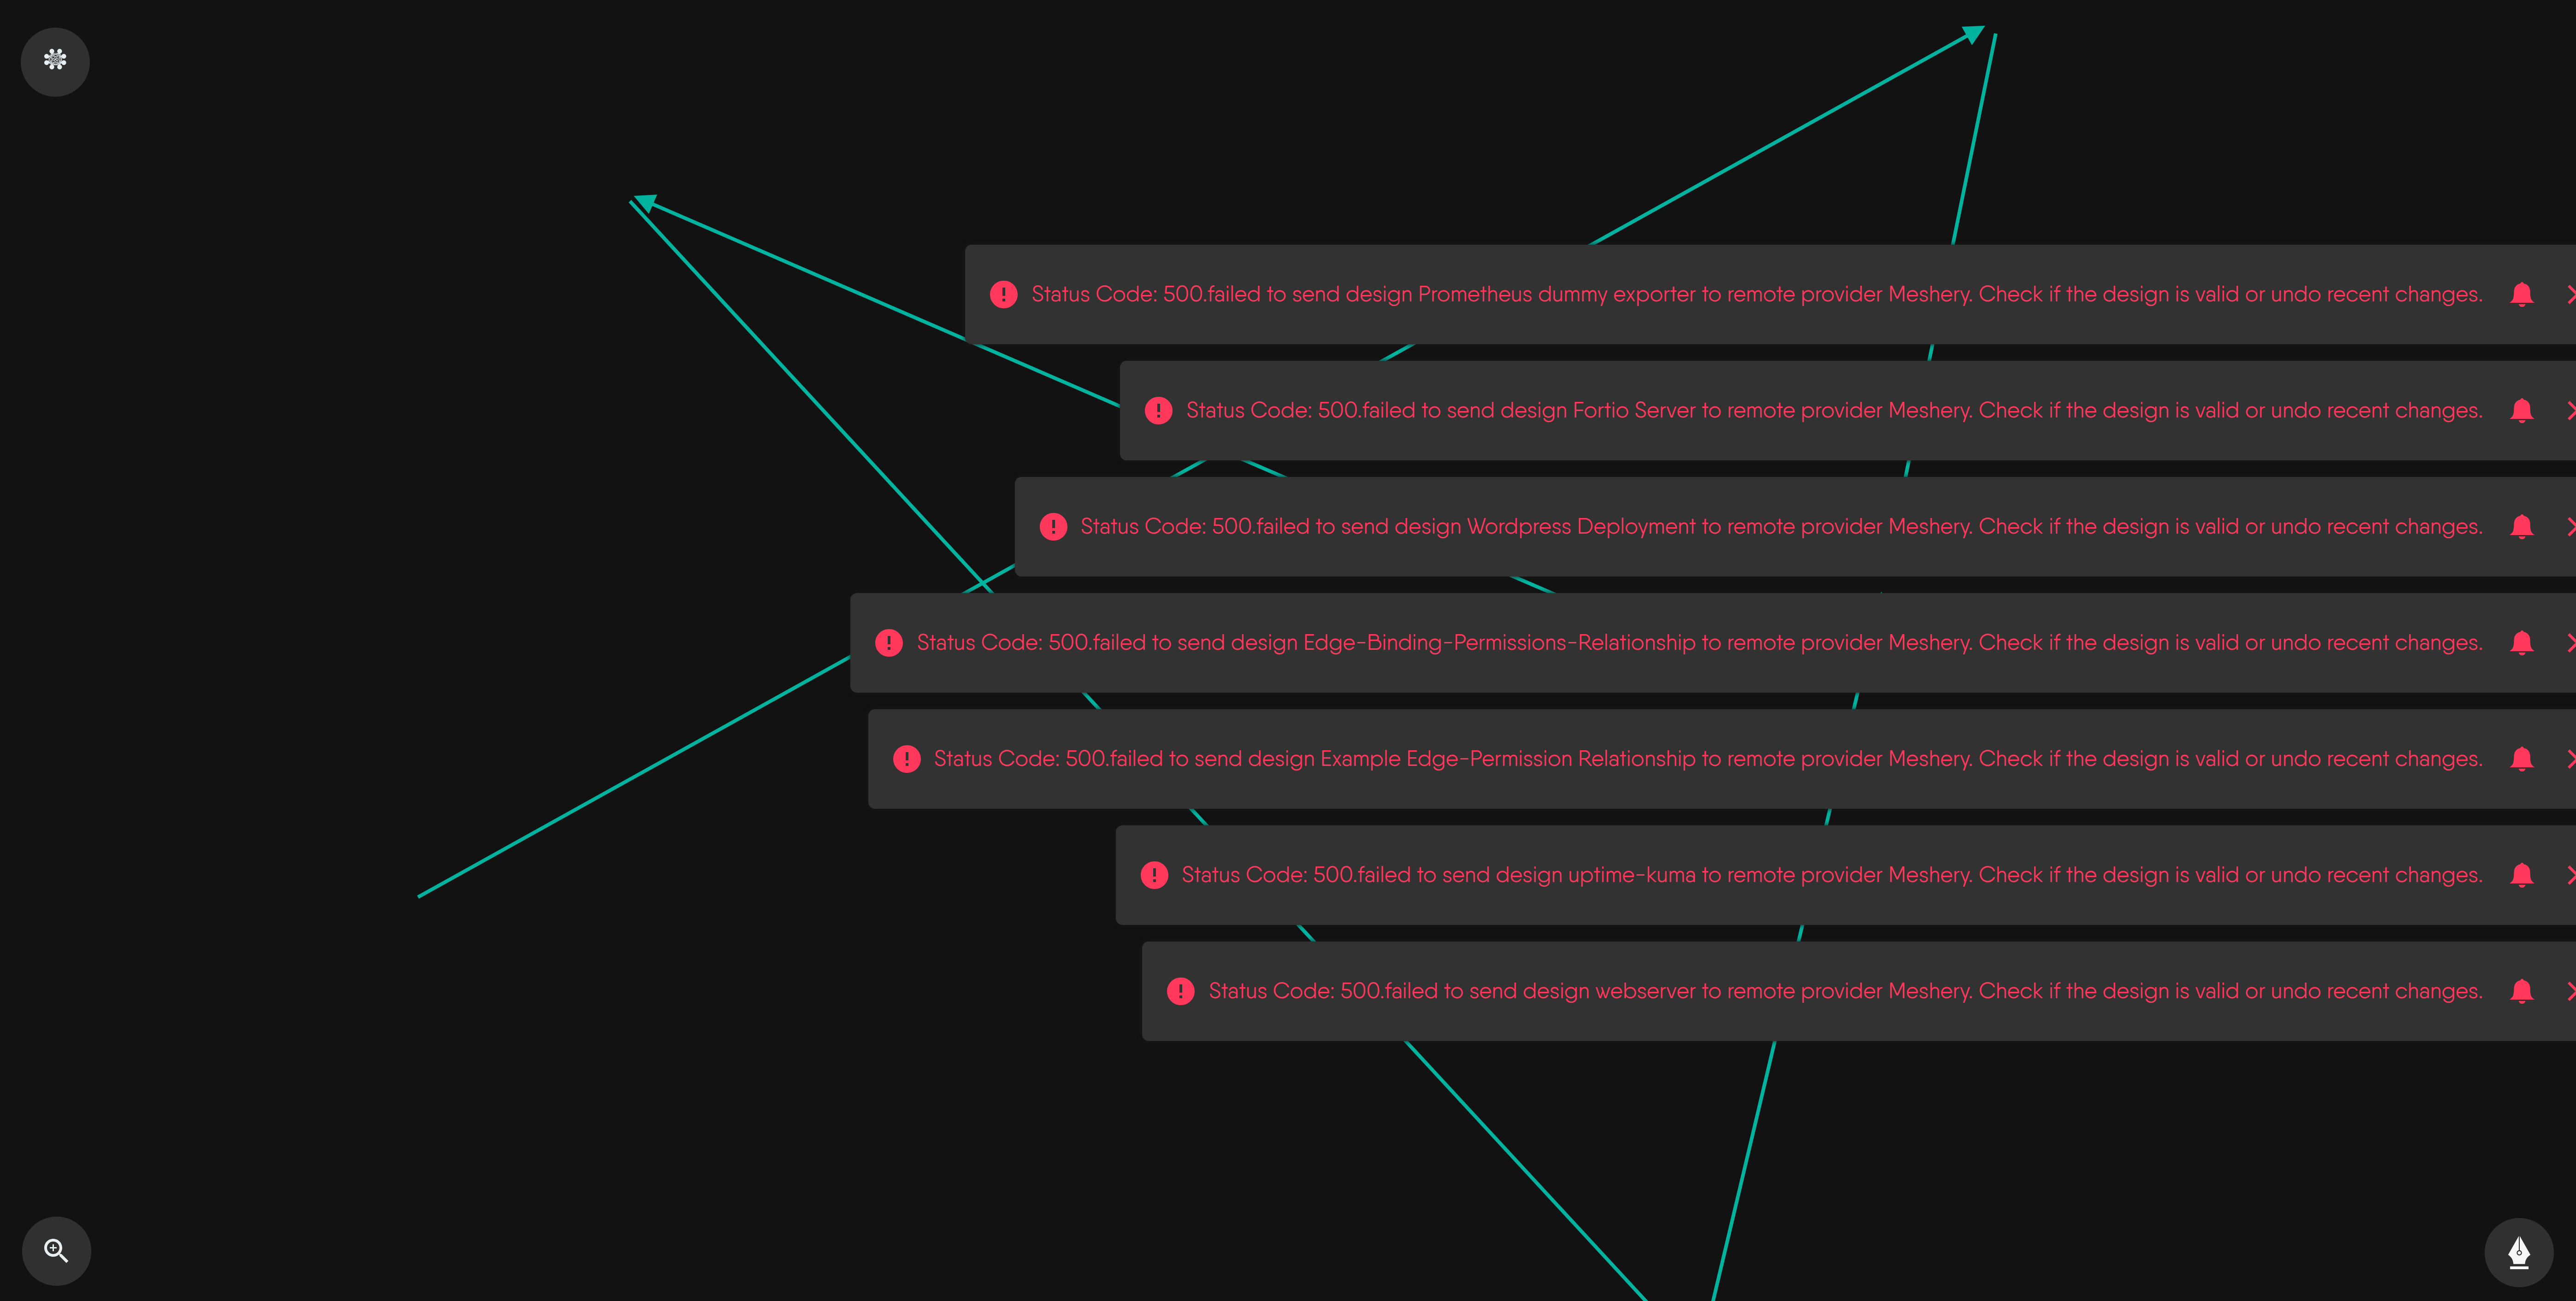 Status Code: 500.failed to send design Prometheus dummy exporter to remote provider Meshery. Check if the design is valid or undo recent changes.
Status Code: 500.failed to send design Fortio Server to remote provider Meshery. Check if the design is valid or undo recent changes.
Status Code: 500.failed to send design Wordpress Deployment to remote provider Meshery. Check if the design is valid or undo recent changes.
Status Code: 500.failed to send design Edge-Binding-Permissions-Relationship to remote provider Meshery. Check if the design is valid or undo recent changes.
Status Code: 500.failed to send design Example Edge-Permission Relationship to remote provider Meshery. Check if the design is valid or undo recent changes.
Status Code: 500.failed to send design uptime-kuma to remote provider Meshery. Check if the design is valid or undo recent changes.
Status Code: 500.failed to send design webserver to remote provider Meshery. Check if the design is valid or undo recent changes.